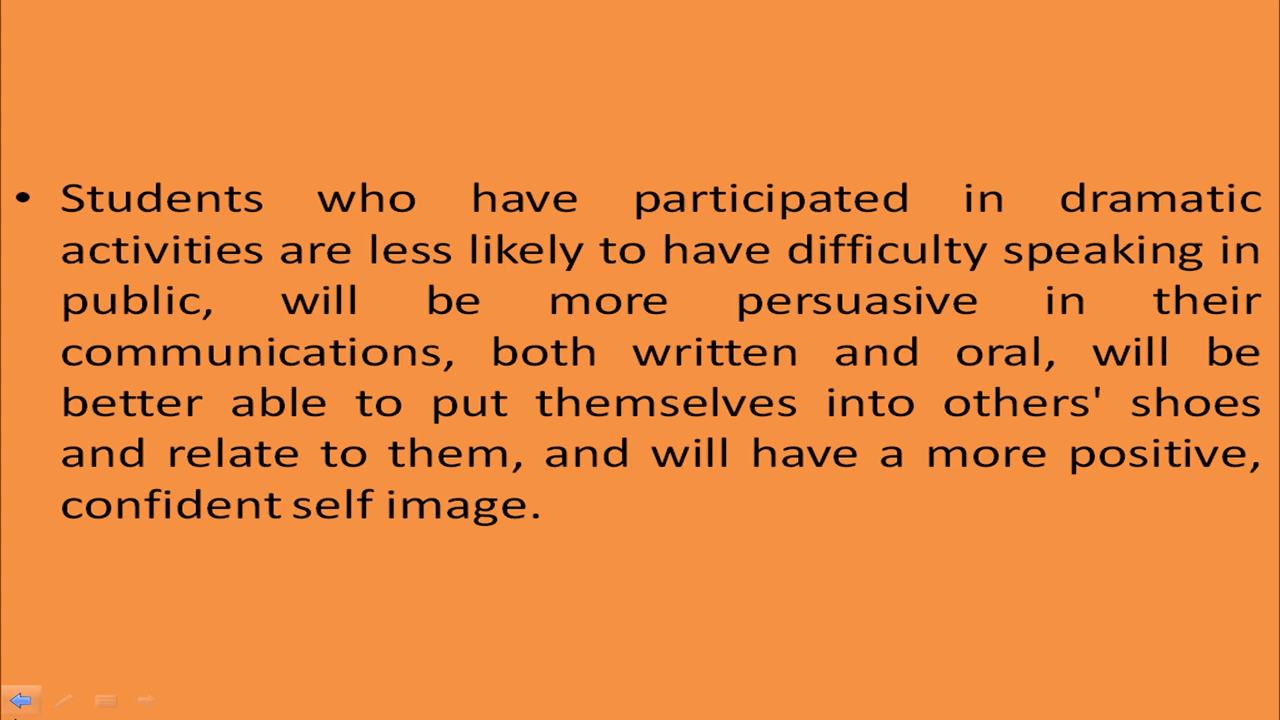 • Students who have participated in dramatic
activities are less likely to have difficulty speaking in
public, will be more persuasive in their
communications, both written and oral, will be
better able to put themselves into others' shoes
and relate to them, and will have a more positive,
confident self image.